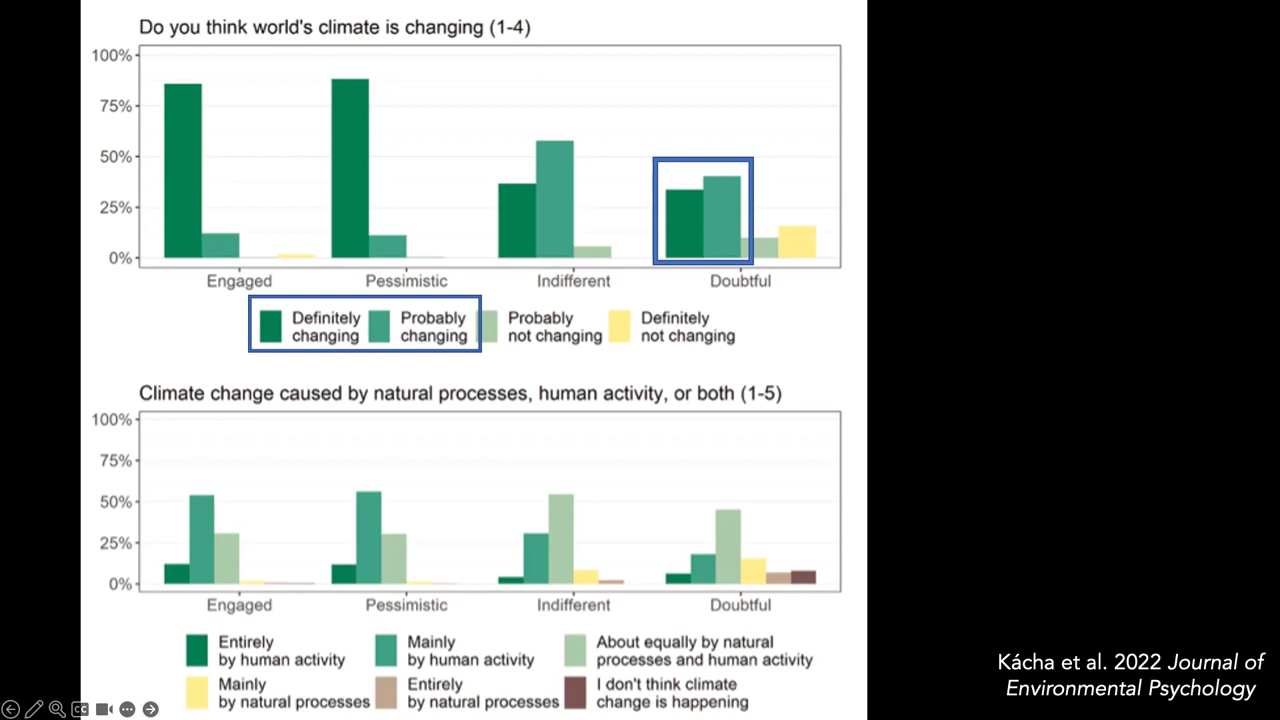 Do you think world's climate is changing (1-4)
100%
75%
50%
25%
0%
Engaged Pessimistic Indifferent Doubtful
Definitely changing
Probably changing
Probably not changing
Definitely not changing
Climate change caused by natural processes, human activity, or both (1-5)
100%
75%
50%
25%
0%
Engaged Pessimistic Indifferent Doubtful
Entirely
by human activity
Mainly
by human activity
About equally by natural
processes and human activity
Mainly
by natural processes
Entirely
by natural processes
I don't think climate
change is happening
Kácha et al. 2022 Journal of
Environmental Psychology
CC